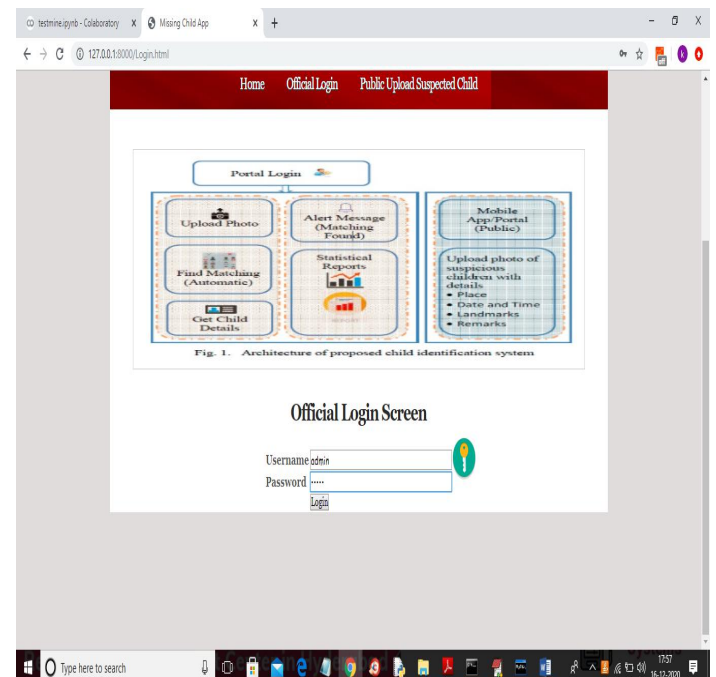 testmine.ipynb - Colaboratory X Missing Child App x +
127.0.0.1:8000/Login.html
Home Official Login Public Upload Suspected Child
Portal Login
Upload Photo
Find Matching
(Automatic)
Get Child
Details
Alert Message
(Matching
Found)
Statistical
Reports
Mobile
App/Portal
(Public)
Upload photo of
suspicious
children with
details
• Place
• Date and Time
• Landmarks
• Remarks
Fig. 1. Architecture of proposed child identification system
Official Login Screen
Username admin
Password •••••
Login
Type here to search
17:57
16-12-2020